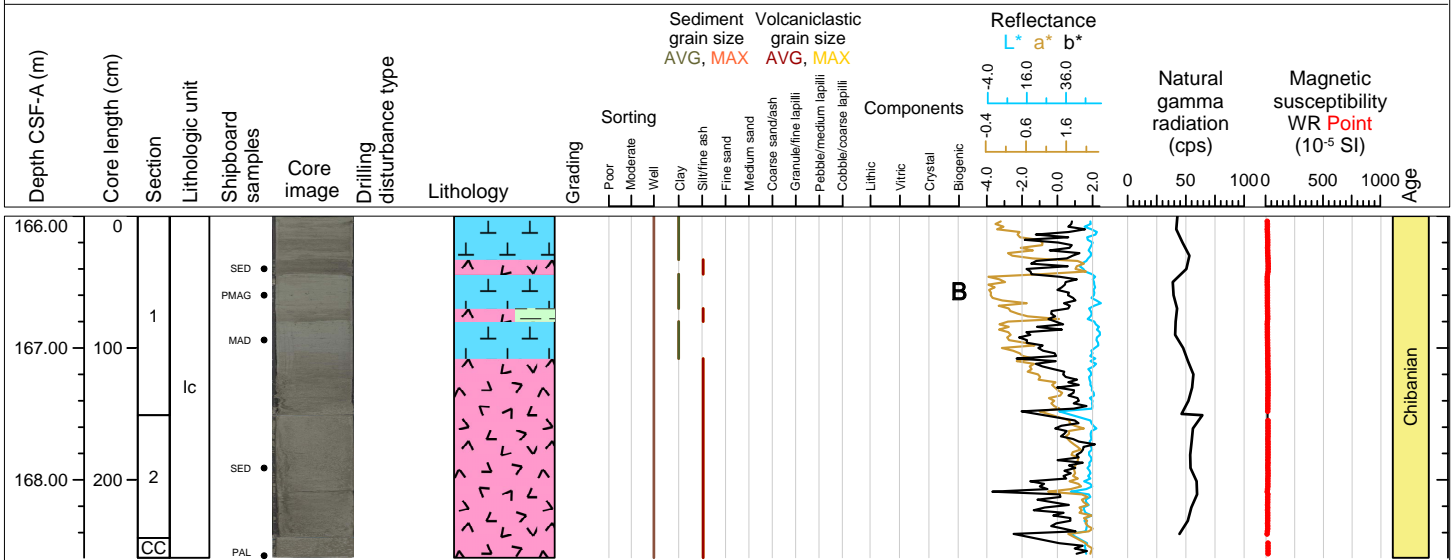 Depth CSF-A (m)
Core length (cm)
Section
Lithologic unit
Shipboard
samples
Core
image
Drilling
disturbance type
Lithology
Grading
Sorting
Poor
Moderate
Well
Sediment
grain size
AVG, MAX
Volcaniclastic
grain size
AVG, MAX
Clay
Silt/fine ash
Fine sand
Medium sand
Coarse sand/ash
Granule/fine lapilli
Pebble/medium lapilli
Cobble/coarse lapilli
Components
Lithic
Vitric
Crystal
Biogenic
Reflectance
L* a* b*
-4.0 16.0 36.0
-0.4 0.6 1.6
-4.0 -2.0 0.0 2.0
Natural
gamma
radiation
(cps)
0 50 100
Magnetic
susceptibility
WR Point
(10-5 SI)
0 500 1000
Age
166.00
167.00
168.00
0
100
200
1
2
CC
Ic
SED
PMAG
MAD
SED
PAL
B
Chibanian